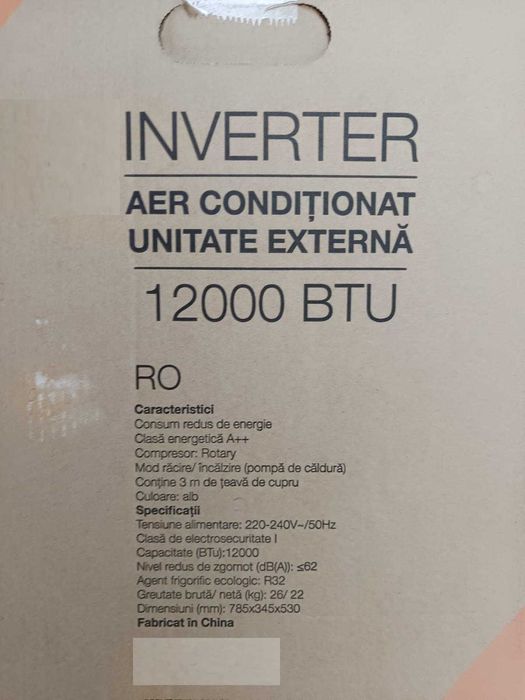 INVERTER
AER CONDIȚIONAT
UNITATE EXTERNĂ
12000 BTU
RO
Caracteristici
Consum redus de energie
Clasă energetică A++
Compresor: Rotary
Mod răcire/ încălzire (pompă de căldură)
Conține 3 m de țeavă de cupru
Culoare: alb
Specificații
Tensiune alimentare: 220-240V~/50Hz
Clasă de electrosecuritate I
Capacitate (BTu):12000
Nivel redus de zgomot (dB(A)): ≤62
Agent frigorific ecologic: R32
Greutate brută/ netă (kg): 26/ 22
Dimensiuni (mm): 785x345x530
Fabricat în China